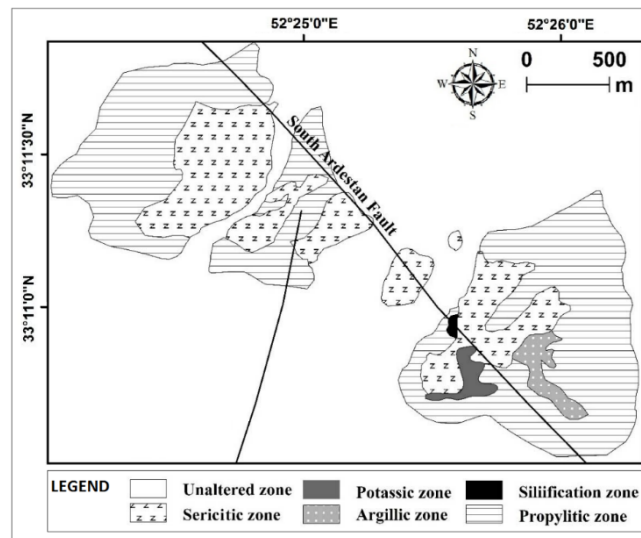 52°25'0"E
52°26'0"E
N
W E
S
0 500
m
33°11'30"N
33°11'0"N
South Ardestan Fault
LEGEND
Unaltered zone
Potassic zone
Siliification zone
Sericitic zone
Argillic zone
Propylitic zone